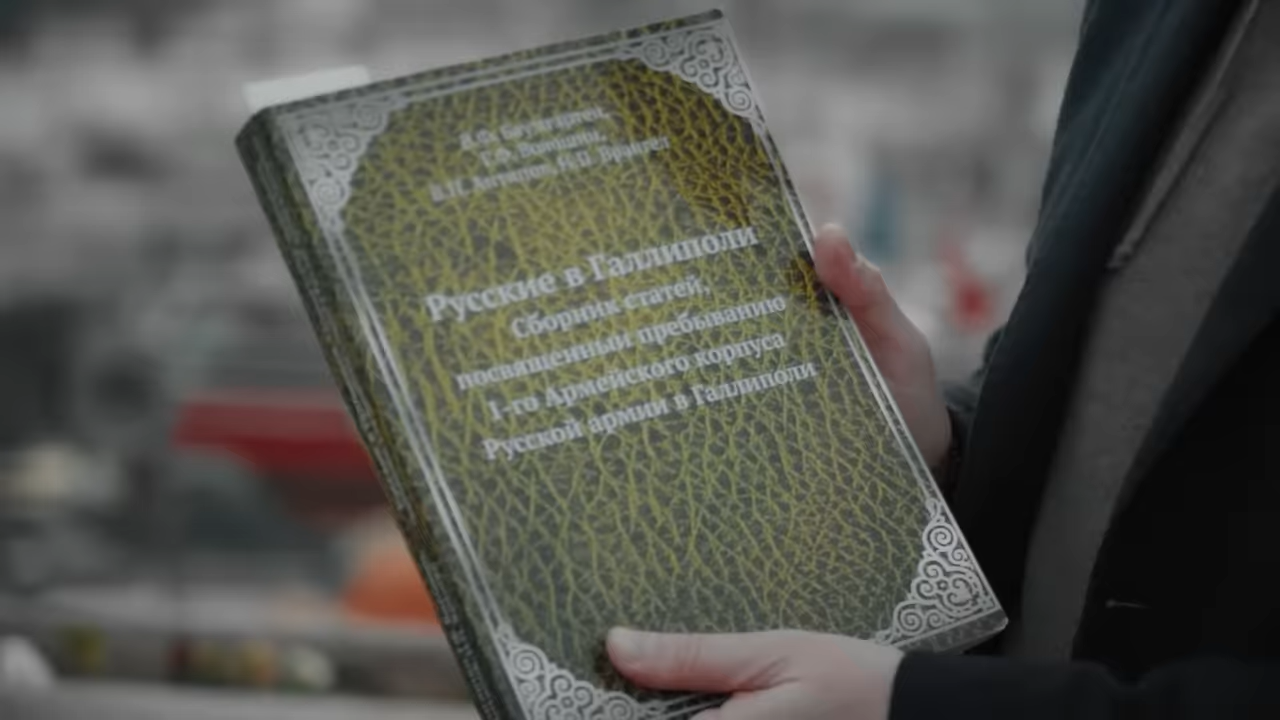 Русские в Галлиполи
Сборник статей,
посвященный пребыванию
1-го Армейского корпуса
Русской армии в Галлиполи